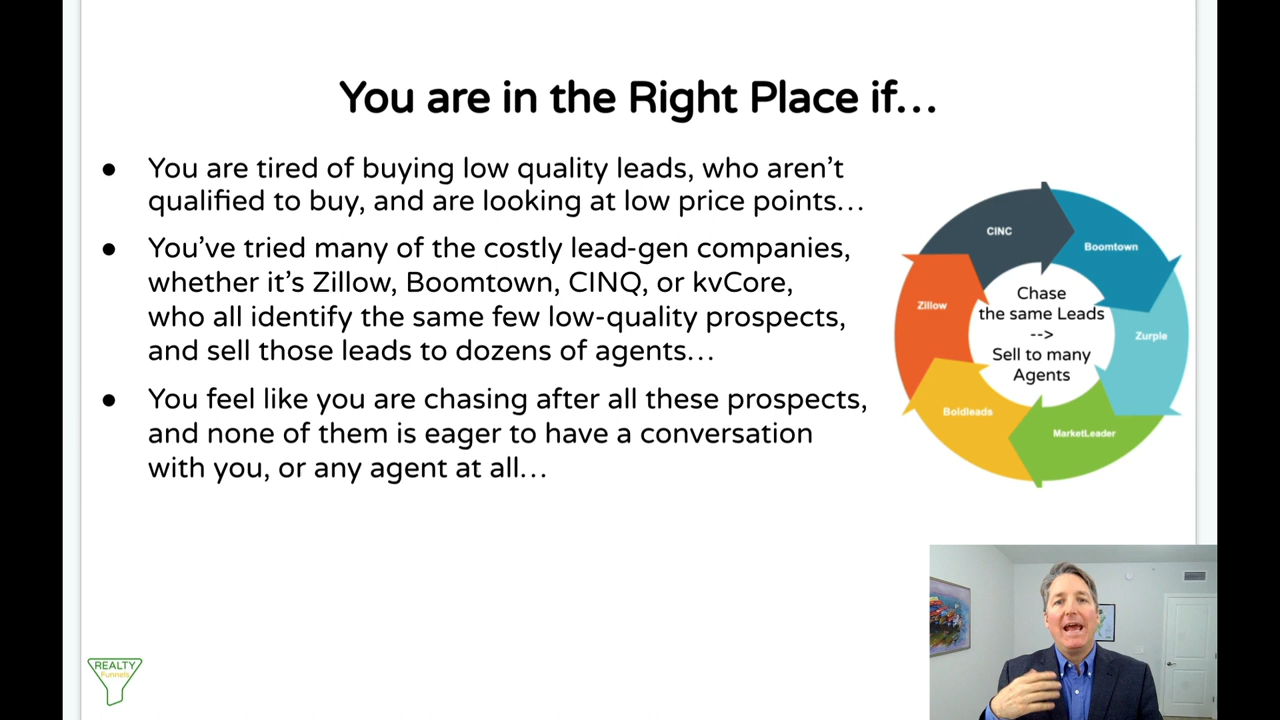 You are in the Right Place if…
● You are tired of buying low quality leads, who aren’t
qualified to buy, and are looking at low price points…
● You’ve tried many of the costly lead-gen companies,
whether it’s Zillow, Boomtown, CINQ, or kvCore,
who all identify the same few low-quality prospects,
and sell those leads to dozens of agents…
● You feel like you are chasing after all these prospects,
and none of them is eager to have a conversation
with you, or any agent at all…
CINC
Boomtown
Zurple
MarketLeader
Boldleads
Zillow
Chase
the same Leads
-->
Sell to many
Agents
REALTY
Funnels